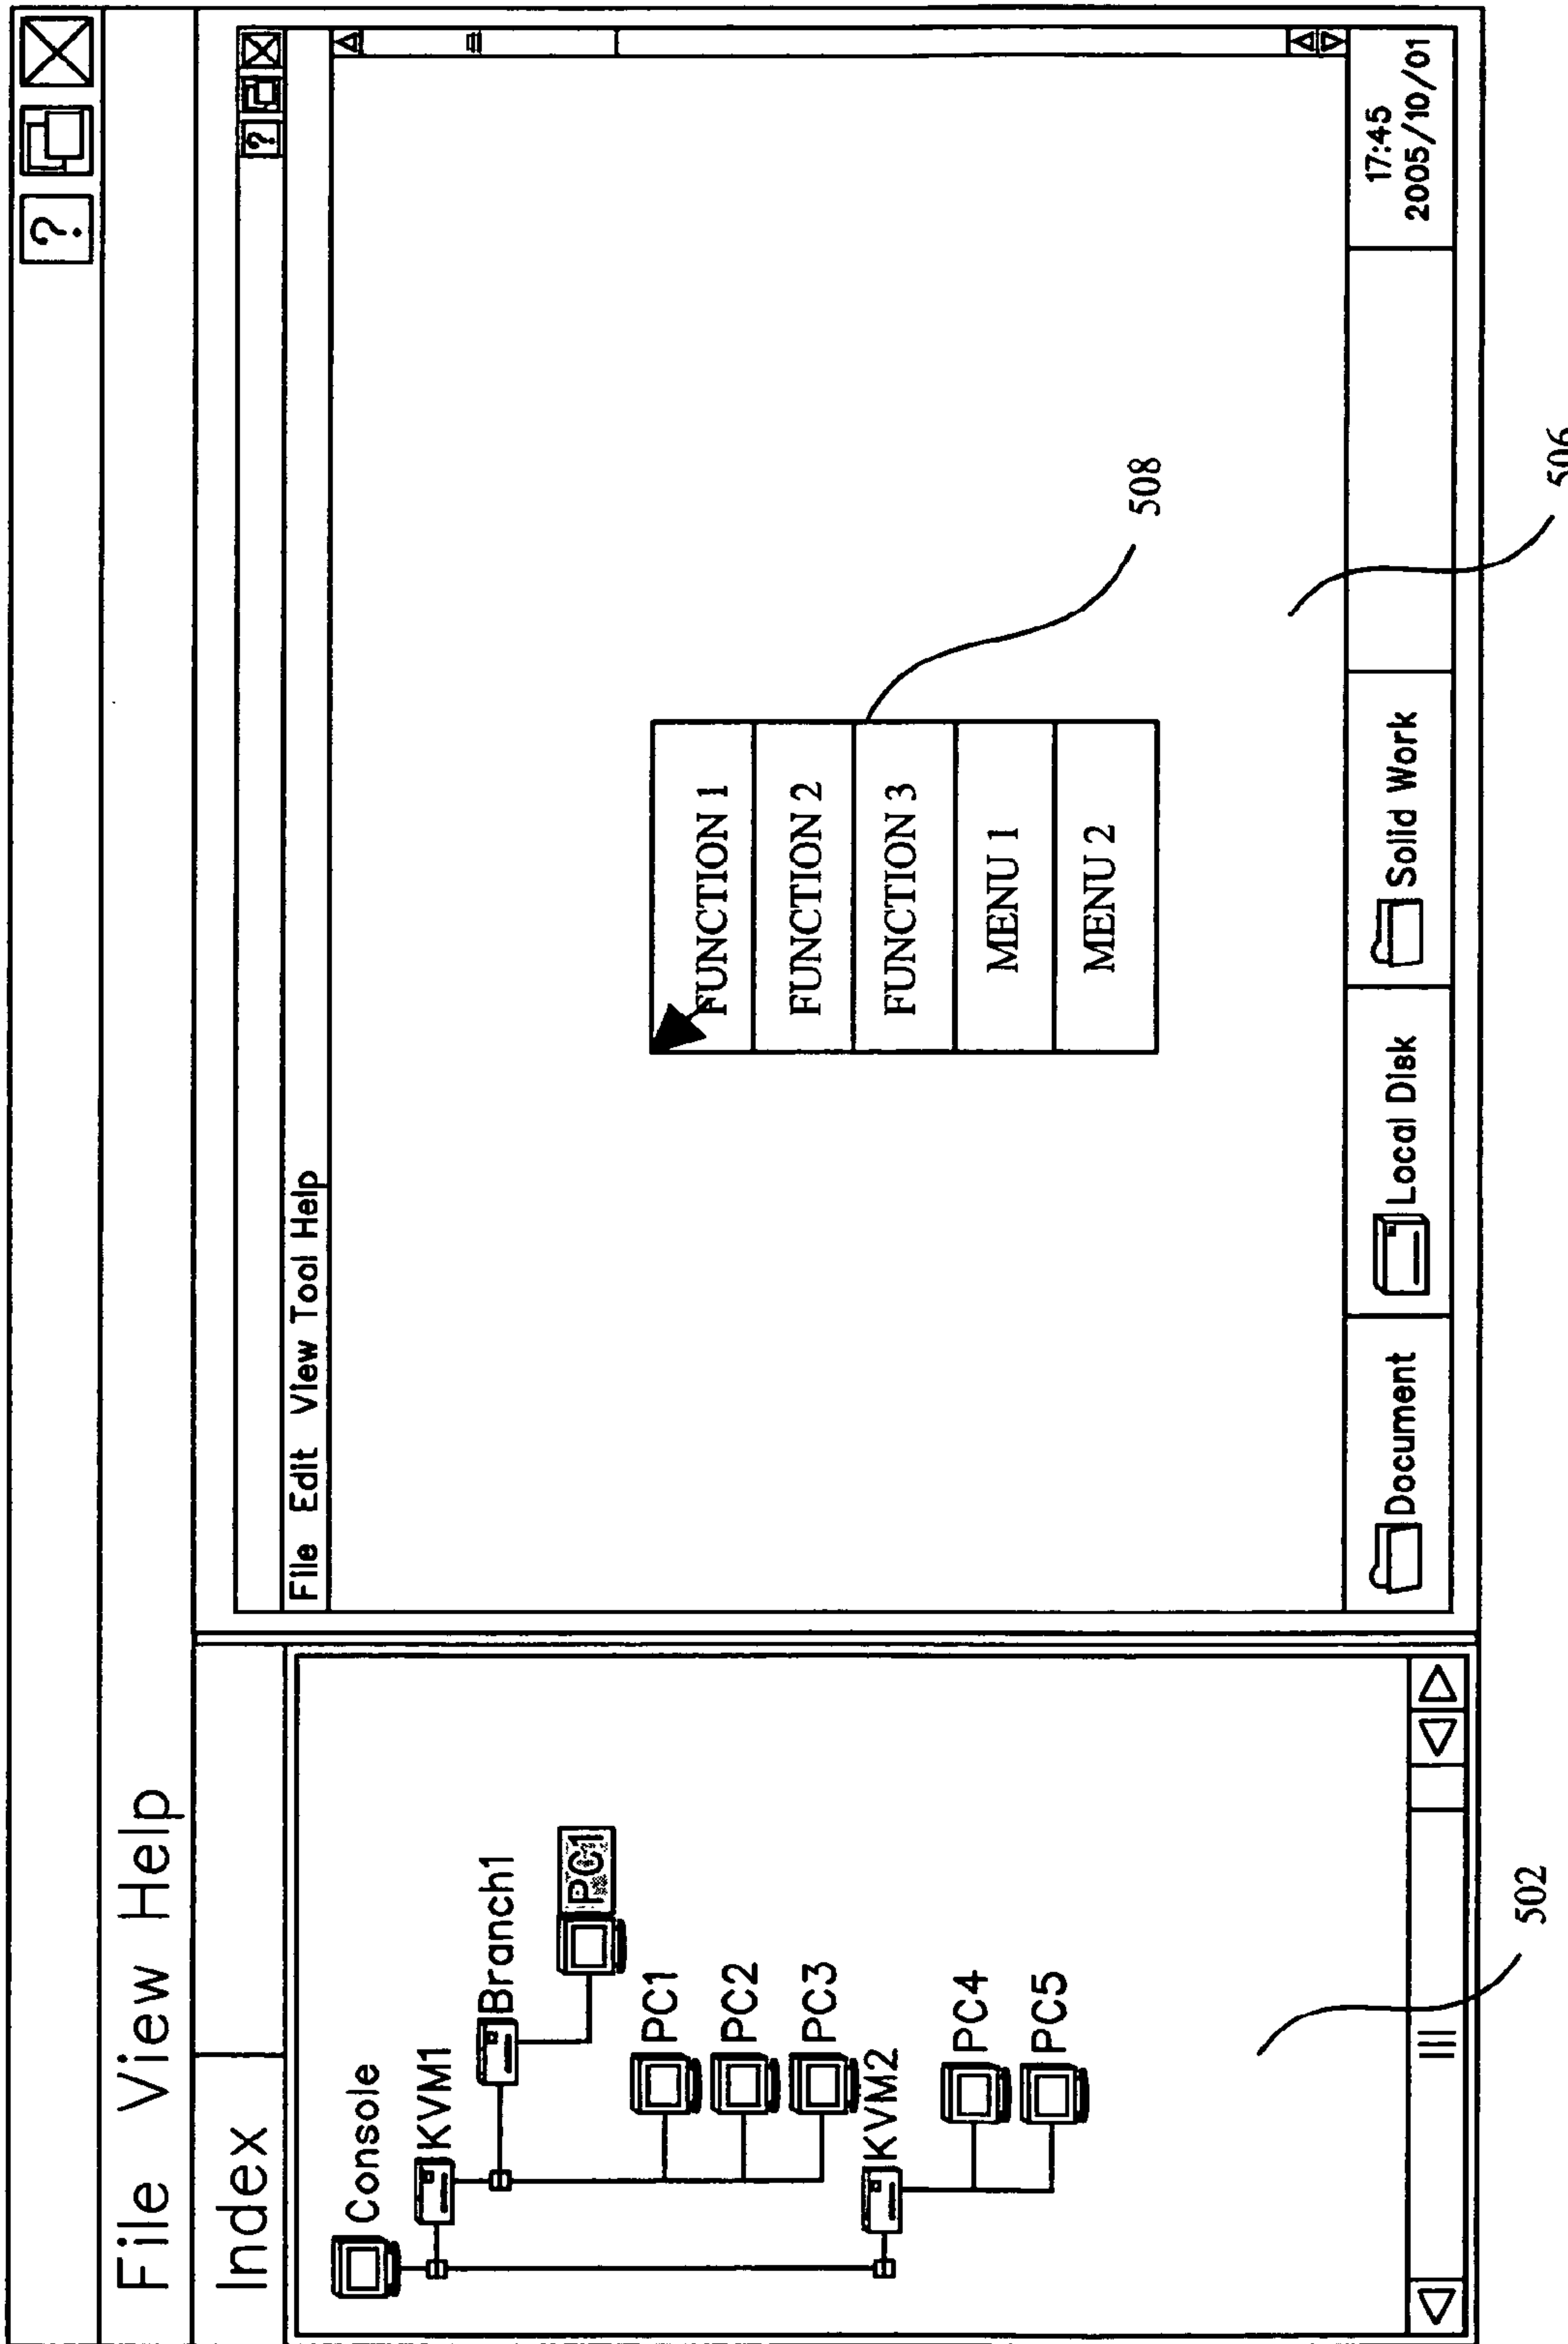 ?
File View Help
Index
Console
KVM1
Branch1
PC1
PC1
PC2
PC3
KVM2
PC4
PC5
502
?
File Edit View Tool Help
FUNCTION 1
FUNCTION 2
FUNCTION 3
MENU 1
MENU 2
508
Document
Local Disk
Solid Work
17:45
2005/10/01
506